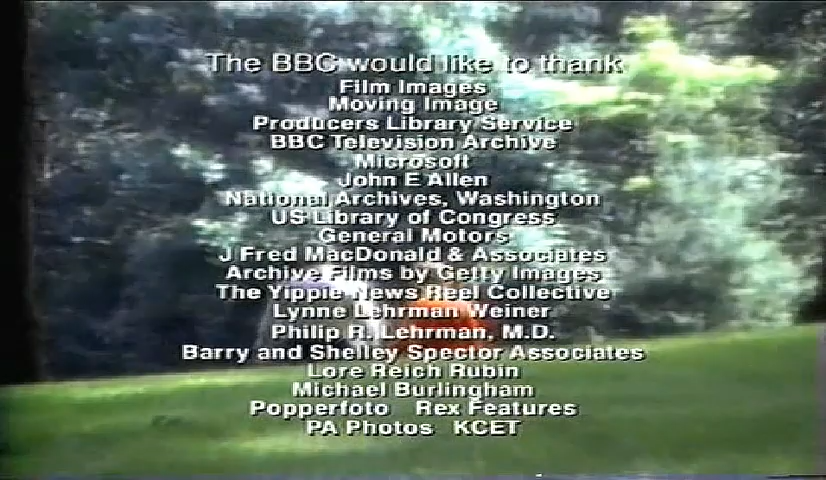 The BBC would like to thank
Film Images
Moving Image
Producers Library Service
BBC Television Archive
Microsoft
John E Allen
National Archives, Washington
US Library of Congress
General Motors
J Fred MacDonald & Associates
Archive Films by Getty Images
The Yippie News Reel Collective
Lynne Lehrman Weiner
Philip R. Lehrman, M.D.
Barry and Shelley Spector Associates
Lore Reich Rubin
Michael Burlingham
Popperfoto Rex Features
PA Photos KCET